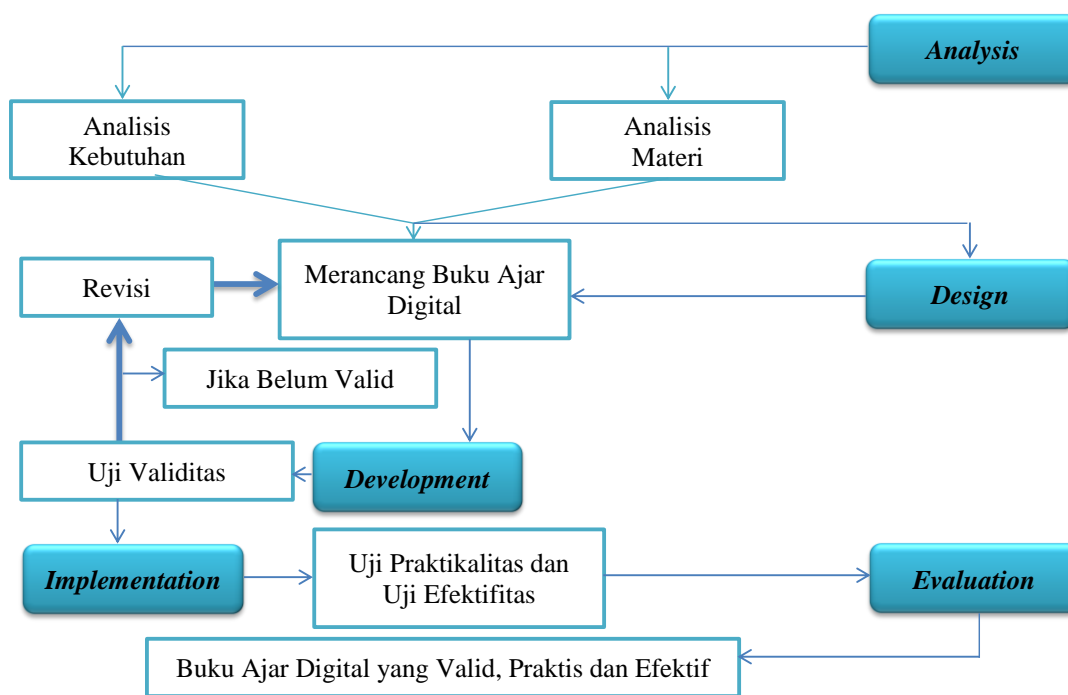 Analysis
Analisis
Kebutuhan
Analisis
Materi
Merancang Buku Ajar
Digital
Revisi
Design
Jika Belum Valid
Uji Validitas
Development
Implementation
Uji Praktikalitas dan
Uji Efektifitas
Evaluation
Buku Ajar Digital yang Valid, Praktis dan Efektif